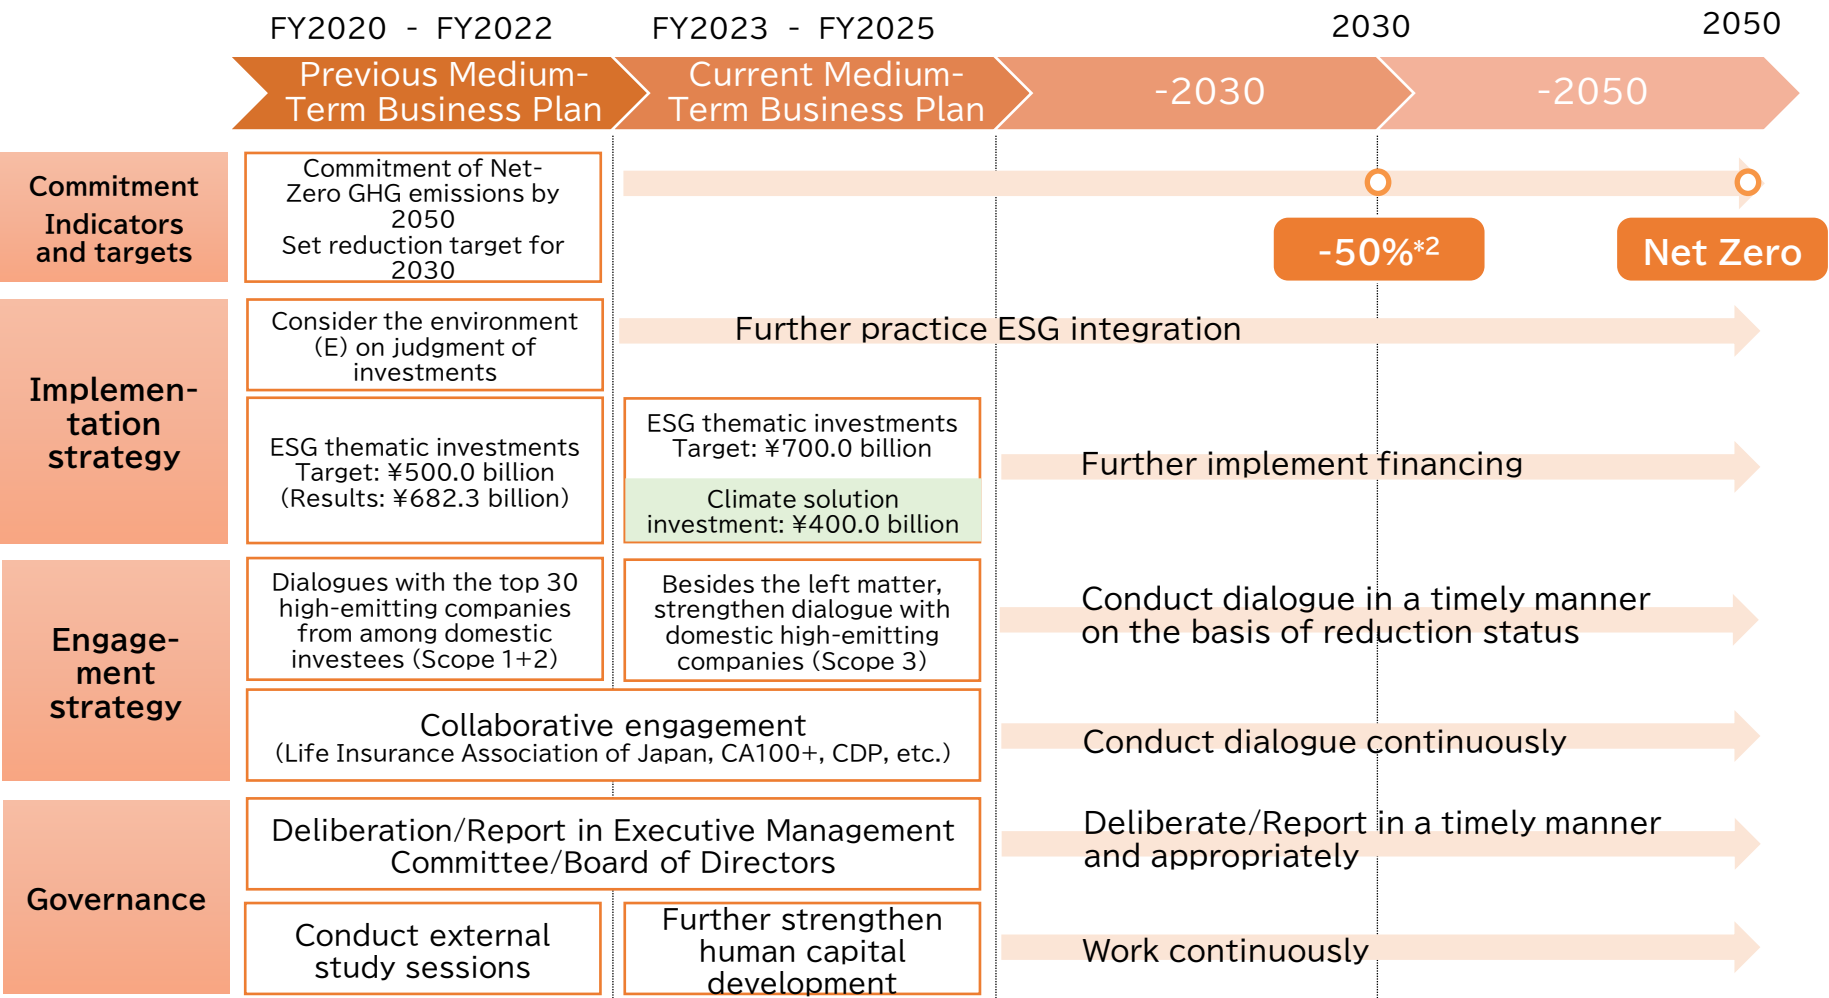 FY2020 - FY2022
FY2023 - FY2025
2030
2050
Previous Medium-
Term Business Plan
Current Medium-
Term Business Plan
-2030
-2050
Commitment
Indicators
and targets
Commitment of Net-
Zero GHG emissions by
2050
Set reduction target for
2030
-50%*2
Net Zero
Implemen-
tation
strategy
Consider the environment
(E) on judgment of
investments
Further practice ESG integration
ESG thematic investments
Target: ¥500.0 billion
(Results: ¥682.3 billion)
ESG thematic investments
Target: ¥700.0 billion
Climate solution
investment: ¥400.0 billion
Further implement financing
Engage-
ment
strategy
Dialogues with the top 30
high-emitting companies
from among domestic
investees (Scope 1+2)
Besides the left matter,
strengthen dialogue with
domestic high-emitting
companies (Scope 3)
Conduct dialogue in a timely manner
on the basis of reduction status
Collaborative engagement
(Life Insurance Association of Japan, CA100+, CDP, etc.)
Conduct dialogue continuously
Governance
Deliberation/Report in Executive Management
Committee/Board of Directors
Deliberate/Report in a timely manner
and appropriately
Conduct external
study sessions
Further strengthen
human capital
development
Work continuously